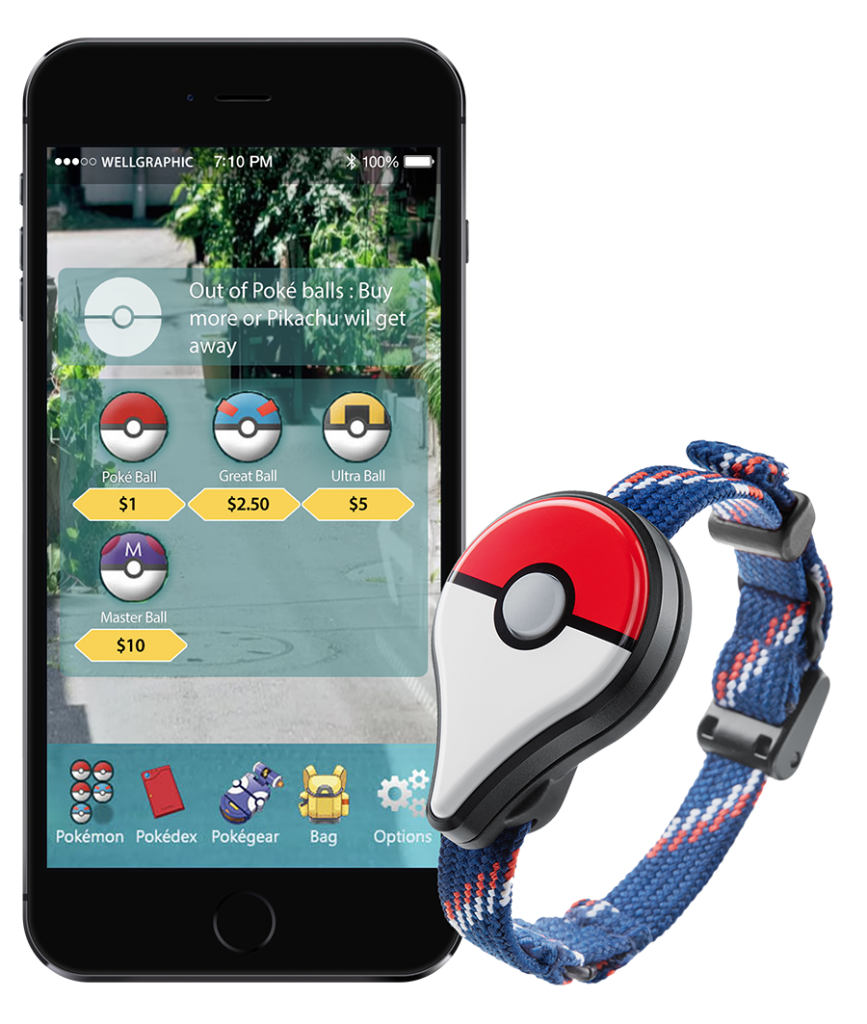 WELLGRAPHIC 7:10 PM 100%
Out of Poké balls : Buy
more or Pikachu wil get
away
LV1
Poké Ball Great Ball Ultra Ball
$1 $2.50 $5
M
Master Ball
$10
Pokémon Pokédex Pokégear Bag Options